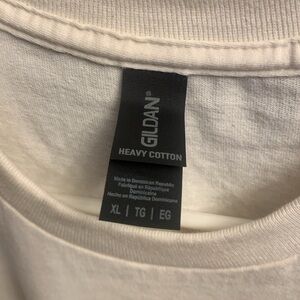 GILDAN®
HEAVY COTTON
Made in Dominican Republic
Fabriqué en République
Dominicaine
Hecho en República Dominicana
XL | TG | EG